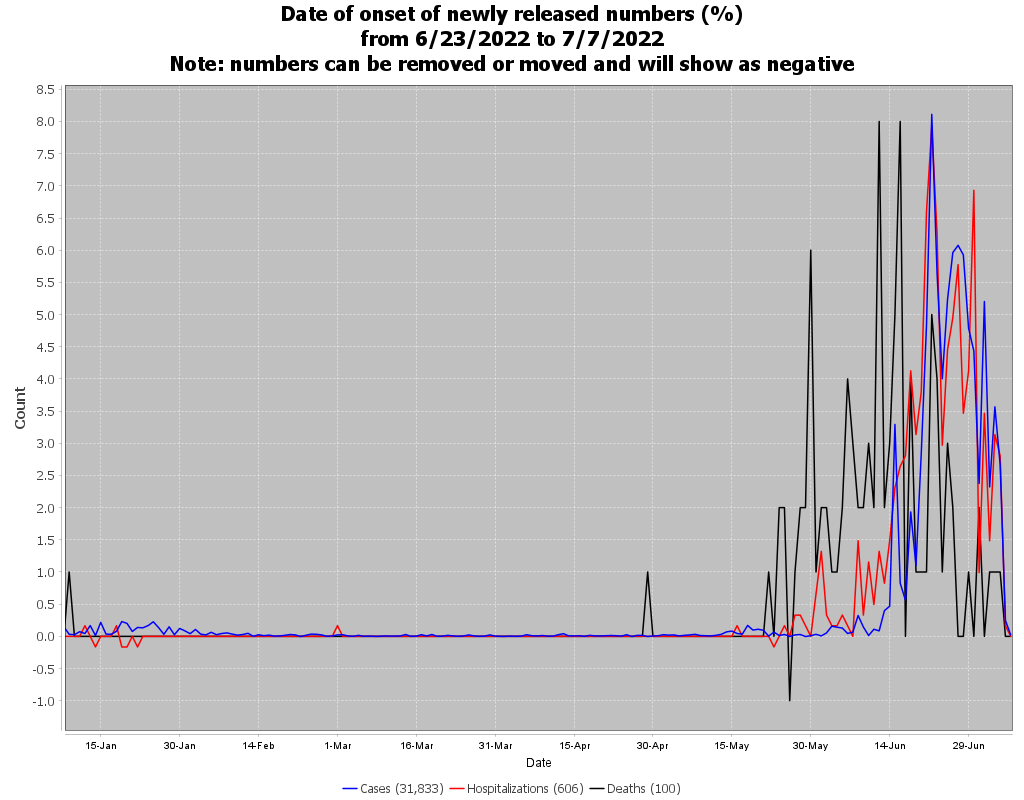 Date of onset of newly released numbers (%)
from 6/23/2022 to 7/7/2022
Note: numbers can be removed or moved and will show as negative
8.5
8.0
7.5
7.0
6.5
6.0
5.5
5.0
4.5
4.0
3.5
3.0
2.5
2.0
1.5
1.0
0.5
0.0
-0.5
-1.0
Count
15-Jan 30-Jan 14-Feb 1-Mar 16-Mar 31-Mar 15-Apr 30-Apr 15-May 30-May 14-Jun 29-Jun
Date
Cases (31,833) Hospitalizations (606) Deaths (100)